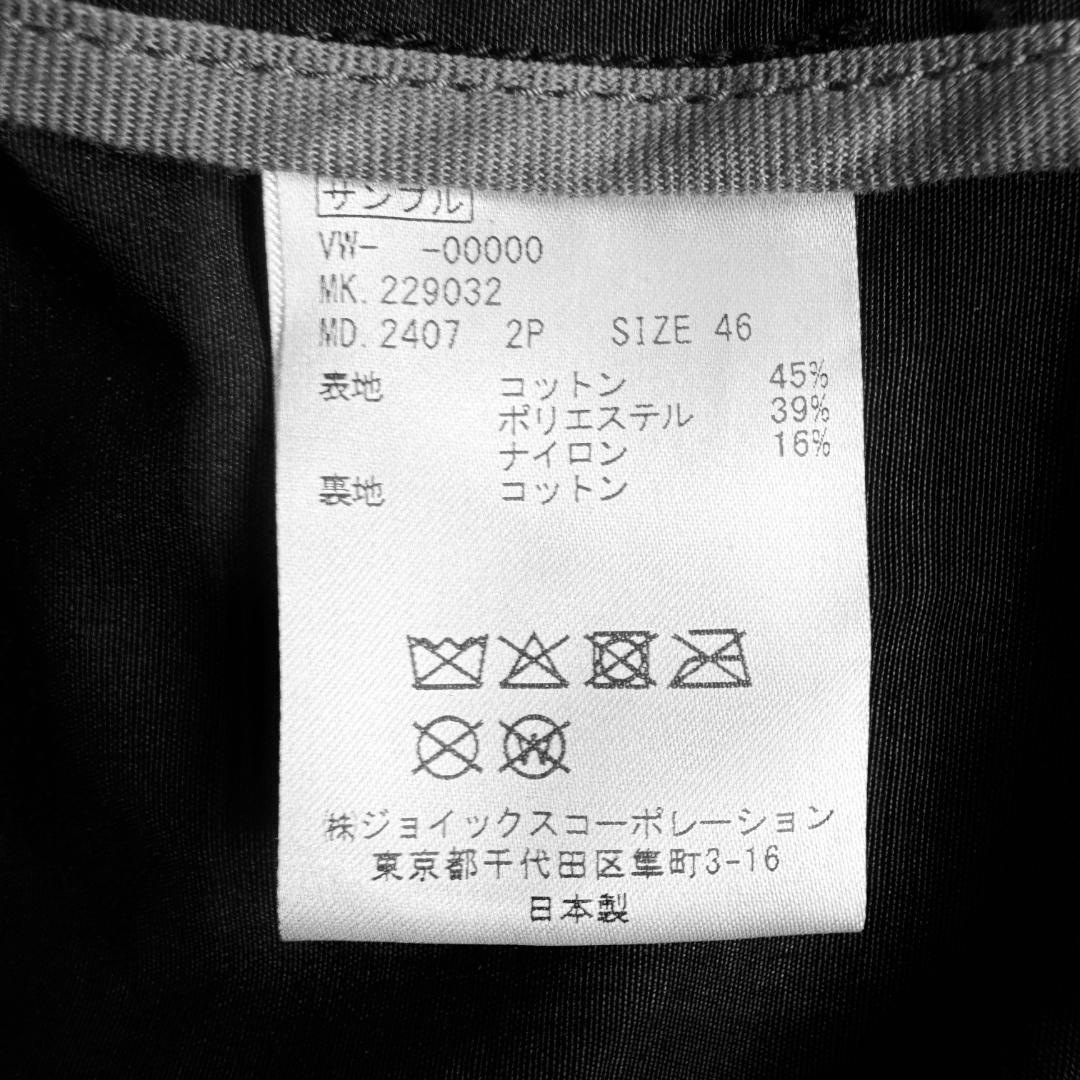 サンプル
VW-  -00000
MK.229032
MD.2407 2P SIZE 46
表地 コットン 45%
ポリエステル 39%
ナイロン 16%
裏地 コットン
W
㈱ジョイックスコーポレーション
東京都千代田区隼町3-16
日本製